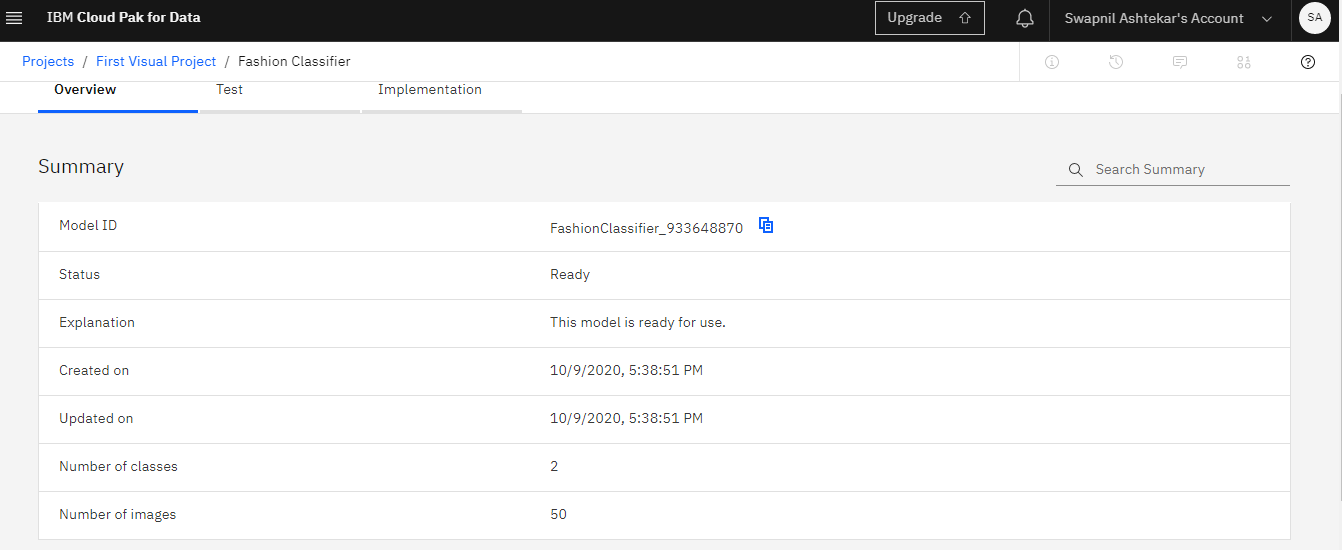 IBM Cloud Pak for Data
Upgrade
Swapnil Ashtekar's Account
SA
Projects / First Visual Project / Fashion Classifier
Overview Test Implementation
Summary
Search Summary
Model ID FashionClassifier_933648870
Status Ready
Explanation This model is ready for use.
Created on 10/9/2020, 5:38:51 PM
Updated on 10/9/2020, 5:38:51 PM
Number of classes 2
Number of images 50